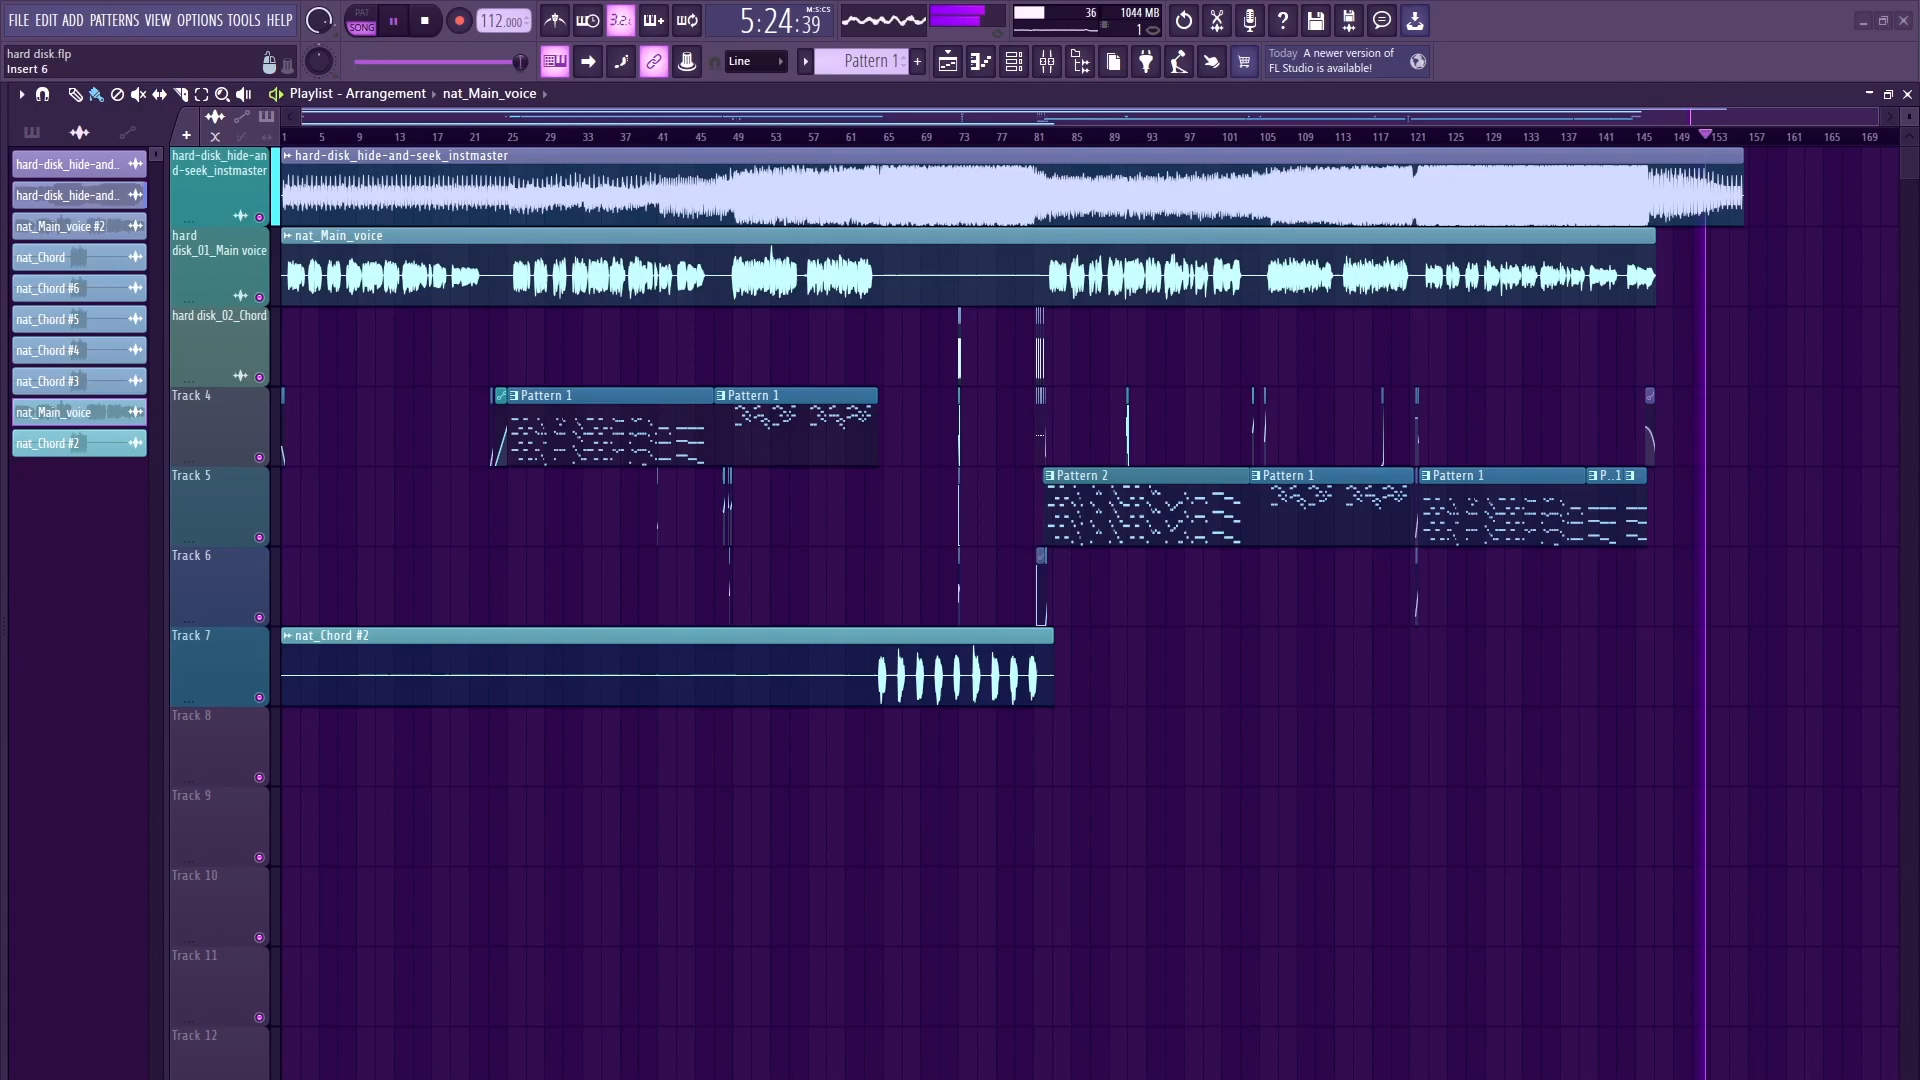 FILE EDIT ADD PATTERNS VIEW OPTIONS TOOLS HELP
PAT
SONG
112.000
3.2.
5:24:39
M:S:CS
36
1044 MB
1
hard disk.flp
Insert 6
Line
Pattern 1
Today A newer version of
FL Studio is available!
Playlist - Arrangement
nat_Main_voice
1 5 9 13 17 21 25 29 33 37 41 45 49 53 57 61 65 69 73 77 81 85 89 93 97 101 105 109 113 117 121 125 129 133 137 141 145 149 153 157 161 165 169
hard-disk_hide-and..
hard-disk_hide-and..
nat_Main_voice #2
nat_Chord
nat_Chord #6
nat_Chord #5
nat_Chord #4
nat_Chord #3
nat_Main_voice
nat_Chord #2
hard-disk_hide-an
d-seek_instmaster
hard-disk_hide-and-seek_instmaster
hard
disk_01_Main voice
nat_Main_voice
hard disk_02_Chord
Track 4
Pattern 1
Pattern 1
Track 5
Pattern 2
Pattern 1
Pattern 1
P..1
Track 6
Track 7
nat_Chord #2
Track 8
Track 9
Track 10
Track 11
Track 12